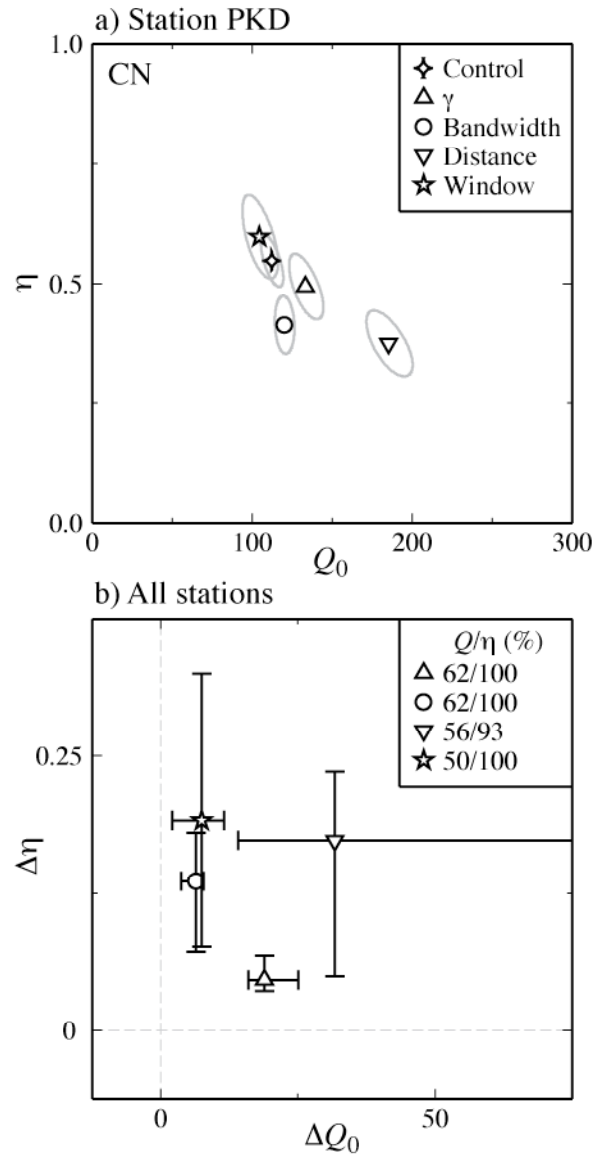 a) Station PKD
1.0
CN
Control
γ
Bandwidth
Distance
Window
η
0.5
0.0
0
100
200
300
Q0
b) All stations
Q/η (%)
62/100
62/100
56/93
50/100
0.25
Δη
0
0
50
ΔQ0